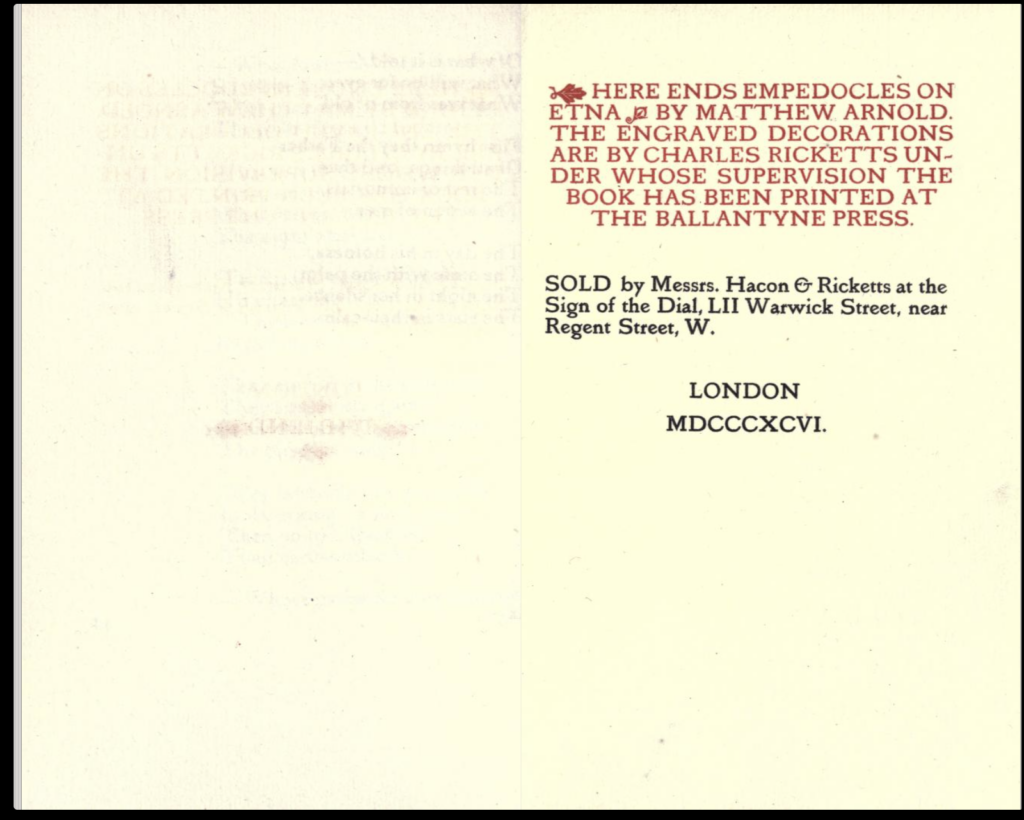 HERE ENDS EMPEDOCLES ON
ETNA BY MATTHEW ARNOLD.
THE ENGRAVED DECORATIONS
ARE BY CHARLES RICKETTS UN-
DER WHOSE SUPERVISION THE
BOOK HAS BEEN PRINTED AT
THE BALLANTYNE PRESS.
SOLD by Messrs. Hacon & Ricketts at the
Sign of the Dial, LII Warwick Street, near
Regent Street, W.
LONDON
MDCCCXCVI.